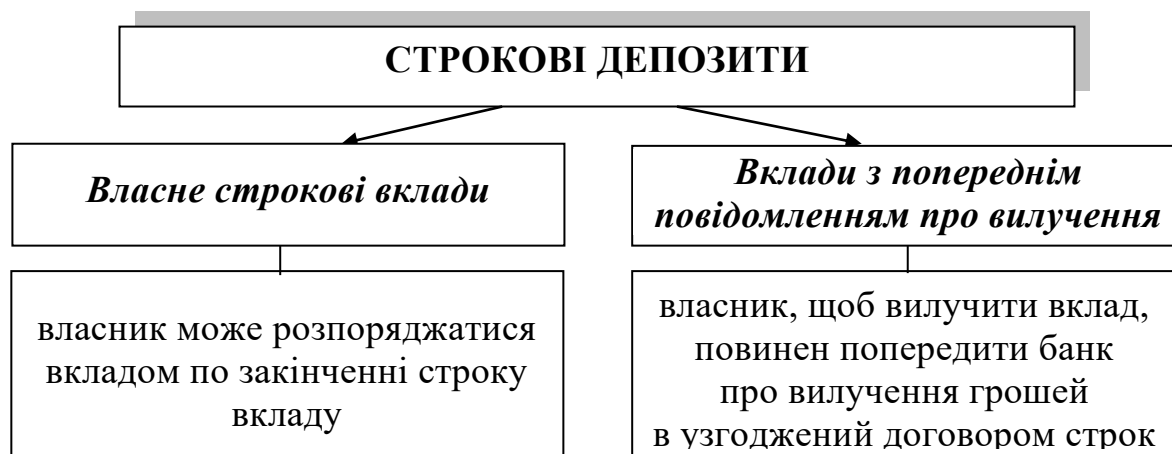 СТРОКОВІ ДЕПОЗИТИ
Власне строкові вклади
Вклади з попереднім
повідомленням про вилучення
власник може розпоряджатися
вкладом по закінченні строку
вкладу
власник, щоб вилучити вклад,
повинен попередити банк
про вилучення грошей
в узгоджений договором строк